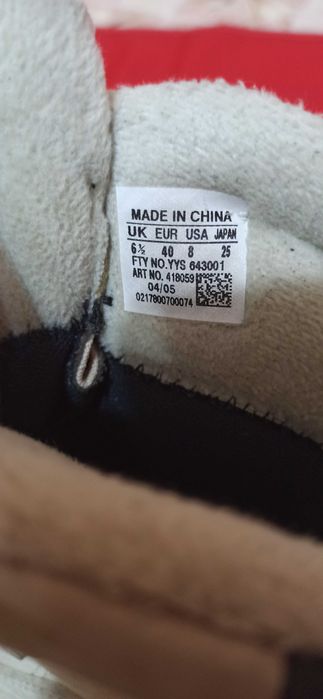 MADE IN CHINA
UK EUR USA JAPAN
6½ 40 8 25
FTY NO.YYS 643001
ART NO. 418059
04/05
0217800700074